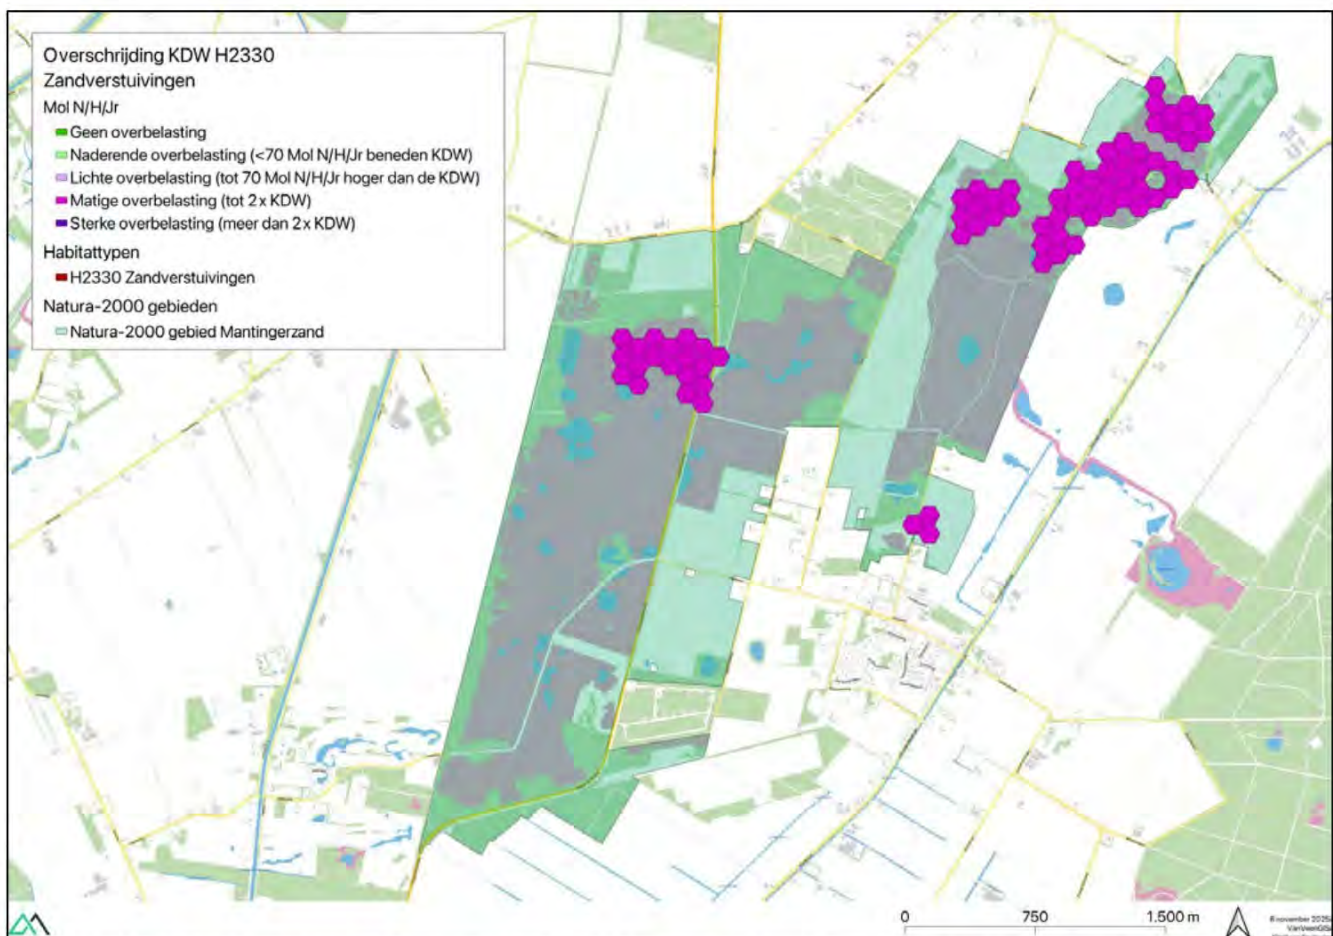 Overschrijding KDW H2330
Zandverstuivingen
Mol N/H/Jr
Geen overbelasting
Naderende overbelasting (<70 Mol N/H/Jr beneden KDW)
Lichte overbelasting (tot 70 Mol N/H/Jr hoger dan de KDW)
Matige overbelasting (tot 2x KDW)
Sterke overbelasting (meer dan 2x KDW)
Habitattypen
H2330 Zandverstuivingen
Natura-2000 gebieden
Natura-2000 gebied Mantingerzand
0 750 1.500 m